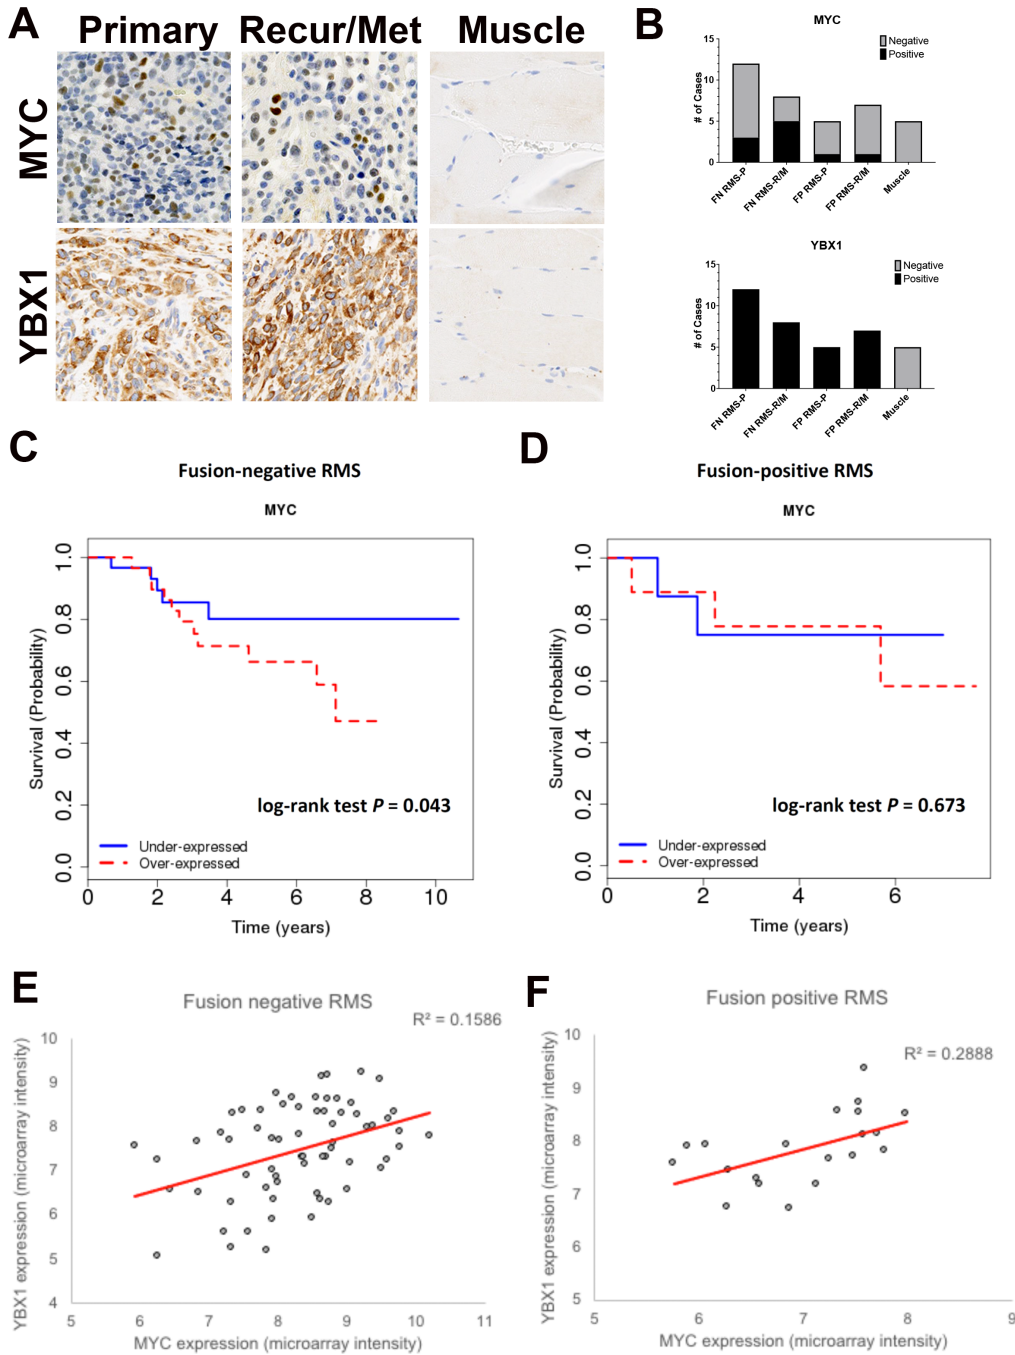 A
Primary Recur/Met Muscle
MYC
YBX1
B
MYC
15
10
5
0
# of Cases
Negative
Positive
FN RMS-P
FN RMS-R/M
FP RMS-P
FP RMS-R/M
Muscle
YBX1
15
10
5
0
# of Cases
Negative
Positive
FN RMS-P
FN RMS-R/M
FP RMS-P
FP RMS-R/M
Muscle
C
Fusion-negative RMS
MYC
1.0
0.8
0.6
0.4
0.2
0.0
Survival (Probability)
log-rank test P = 0.043
Under-expressed
Over-expressed
0 2 4 6 8 10
Time (years)
D
Fusion-positive RMS
MYC
1.0
0.8
0.6
0.4
0.2
0.0
Survival (Probability)
log-rank test P = 0.673
Under-expressed
Over-expressed
0 2 4 6
Time (years)
E
Fusion negative RMS
R² = 0.1586
10
9
8
7
6
5
4
YBX1 expression (microarray intensity)
5 6 7 8 9 10 11
MYC expression (microarray intensity)
F
Fusion positive RMS
R² = 0.2888
10
9
8
7
6
5
YBX1 expression (microarray intensity)
5 6 7 8 9
MYC expression (microarray intensity)